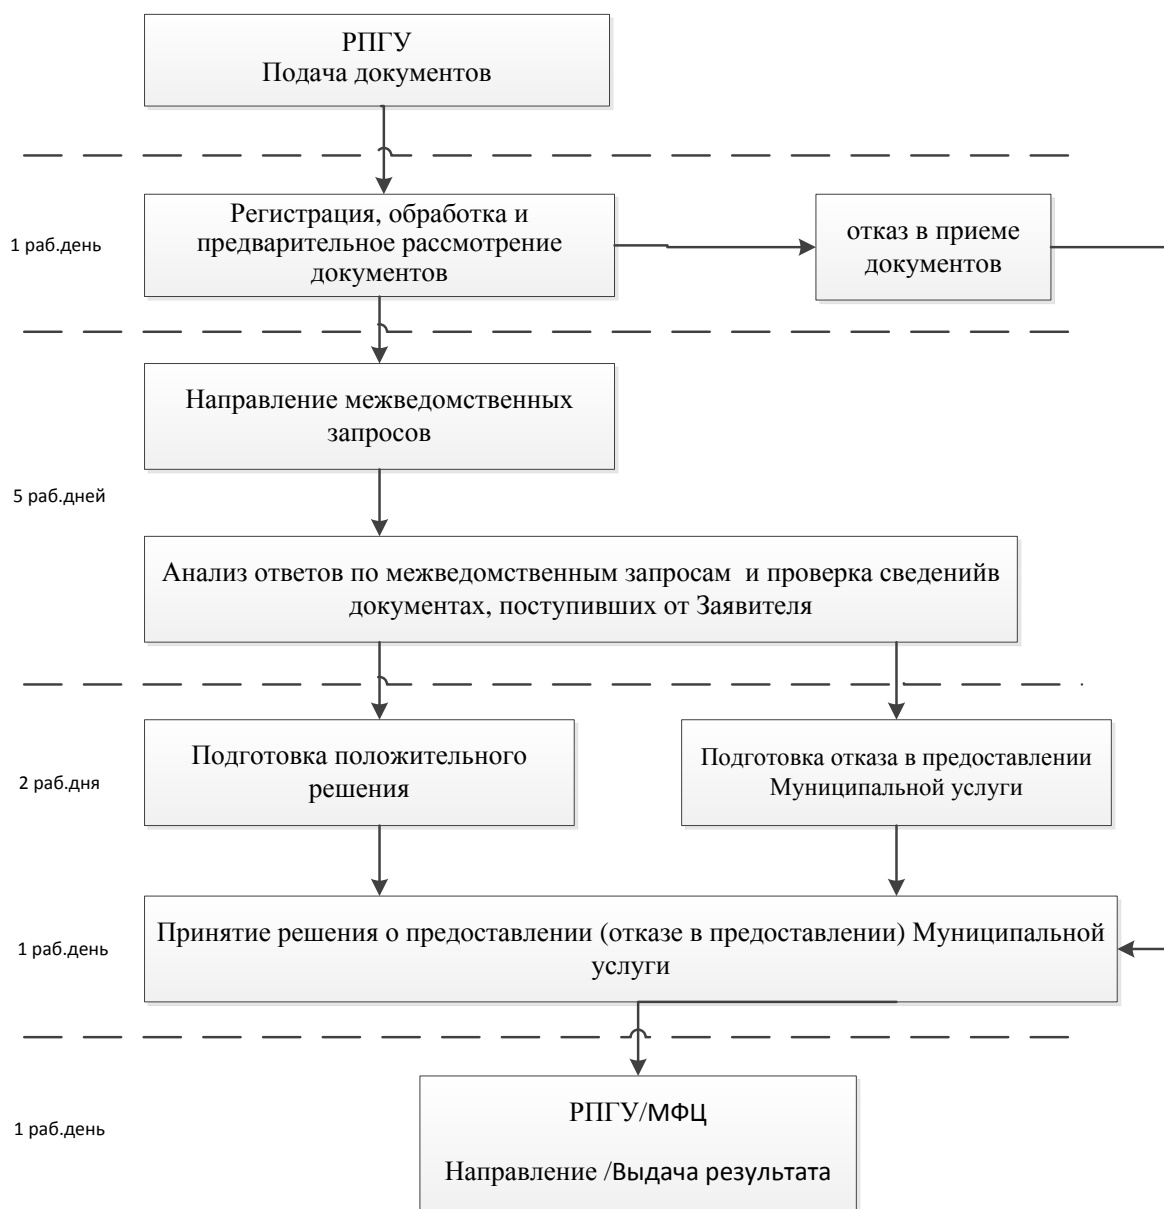 РПГУ
Подача документов
1 раб.день
Регистрация, обработка и
предварительное рассмотрение
документов
отказ в приеме
документов
Направление межведомственных
запросов
5 раб.дней
Анализ ответов по межведомственным запросам и проверка сведенийв
документах, поступивших от Заявителя
2 раб.дня
Подготовка положительного
решения
Подготовка отказа в предоставлении
Муниципальной услуги
1 раб.день
Принятие решения о предоставлении (отказе в предоставлении) Муниципальной
услуги
1 раб.день
РПГУ/МФЦ
Направление /Выдача результата